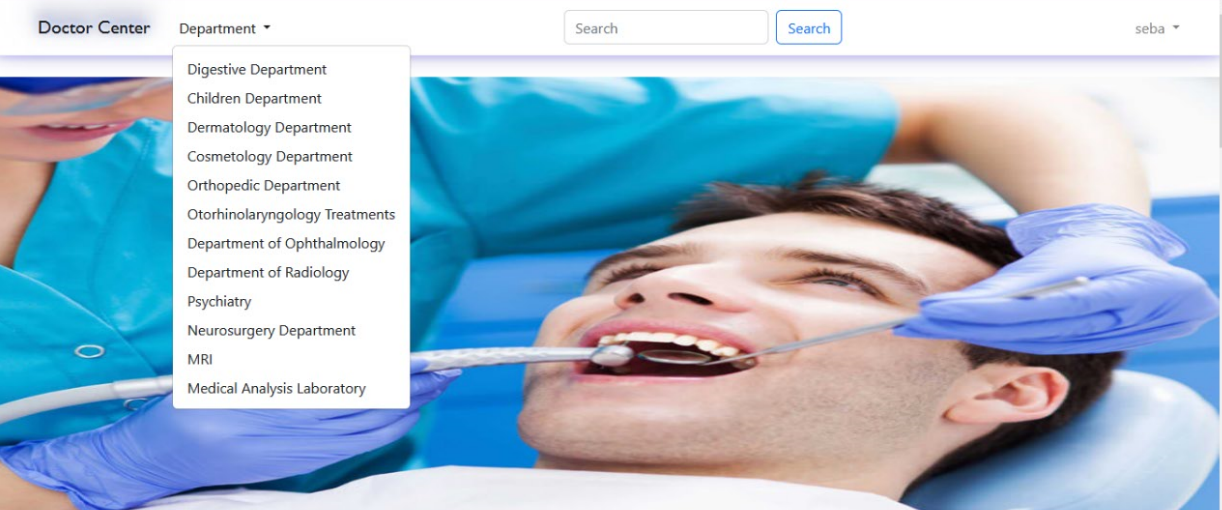 Doctor Center Department Search Search seba
Digestive Department
Children Department
Dermatology Department
Cosmetology Department
Orthopedic Department
Otorhinolaryngology Treatments
Department of Ophthalmology
Department of Radiology
Psychiatry
Neurosurgery Department
MRI
Medical Analysis Laboratory